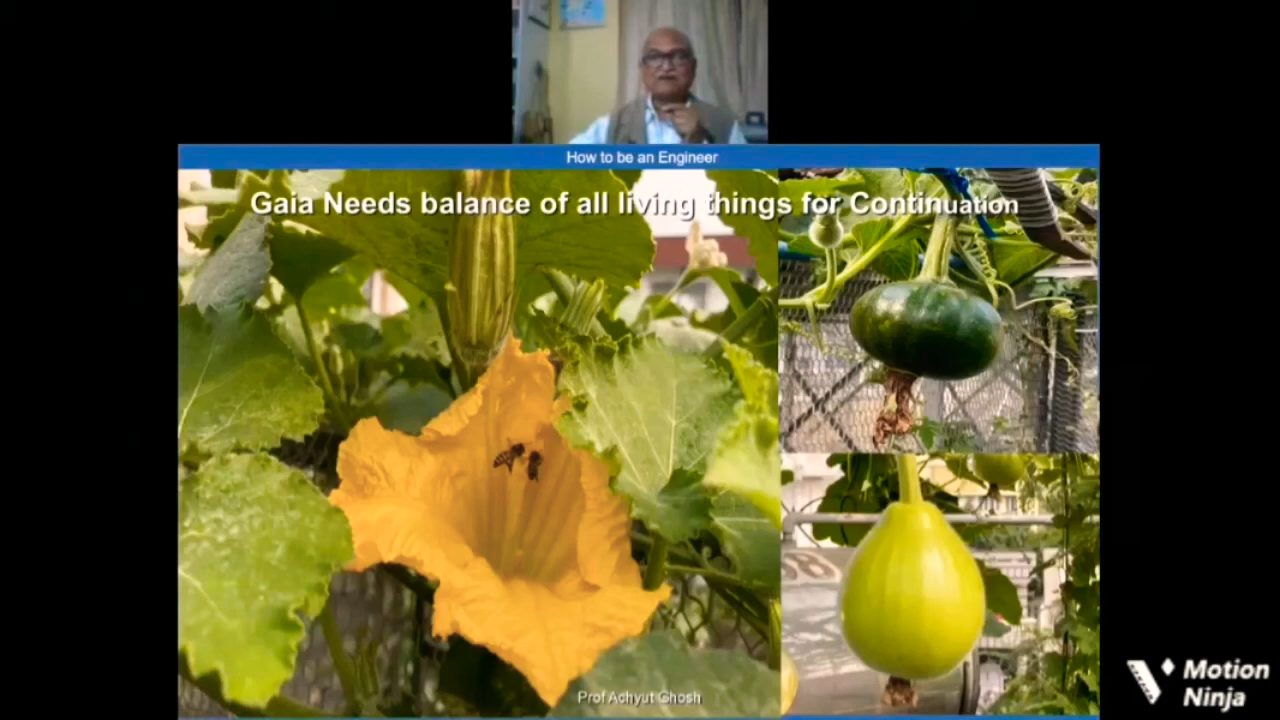 How to be an Engineer
Gaia Needs balance of all living things for Continuation
Prof Achyut Ghosh
Motion
Ninja